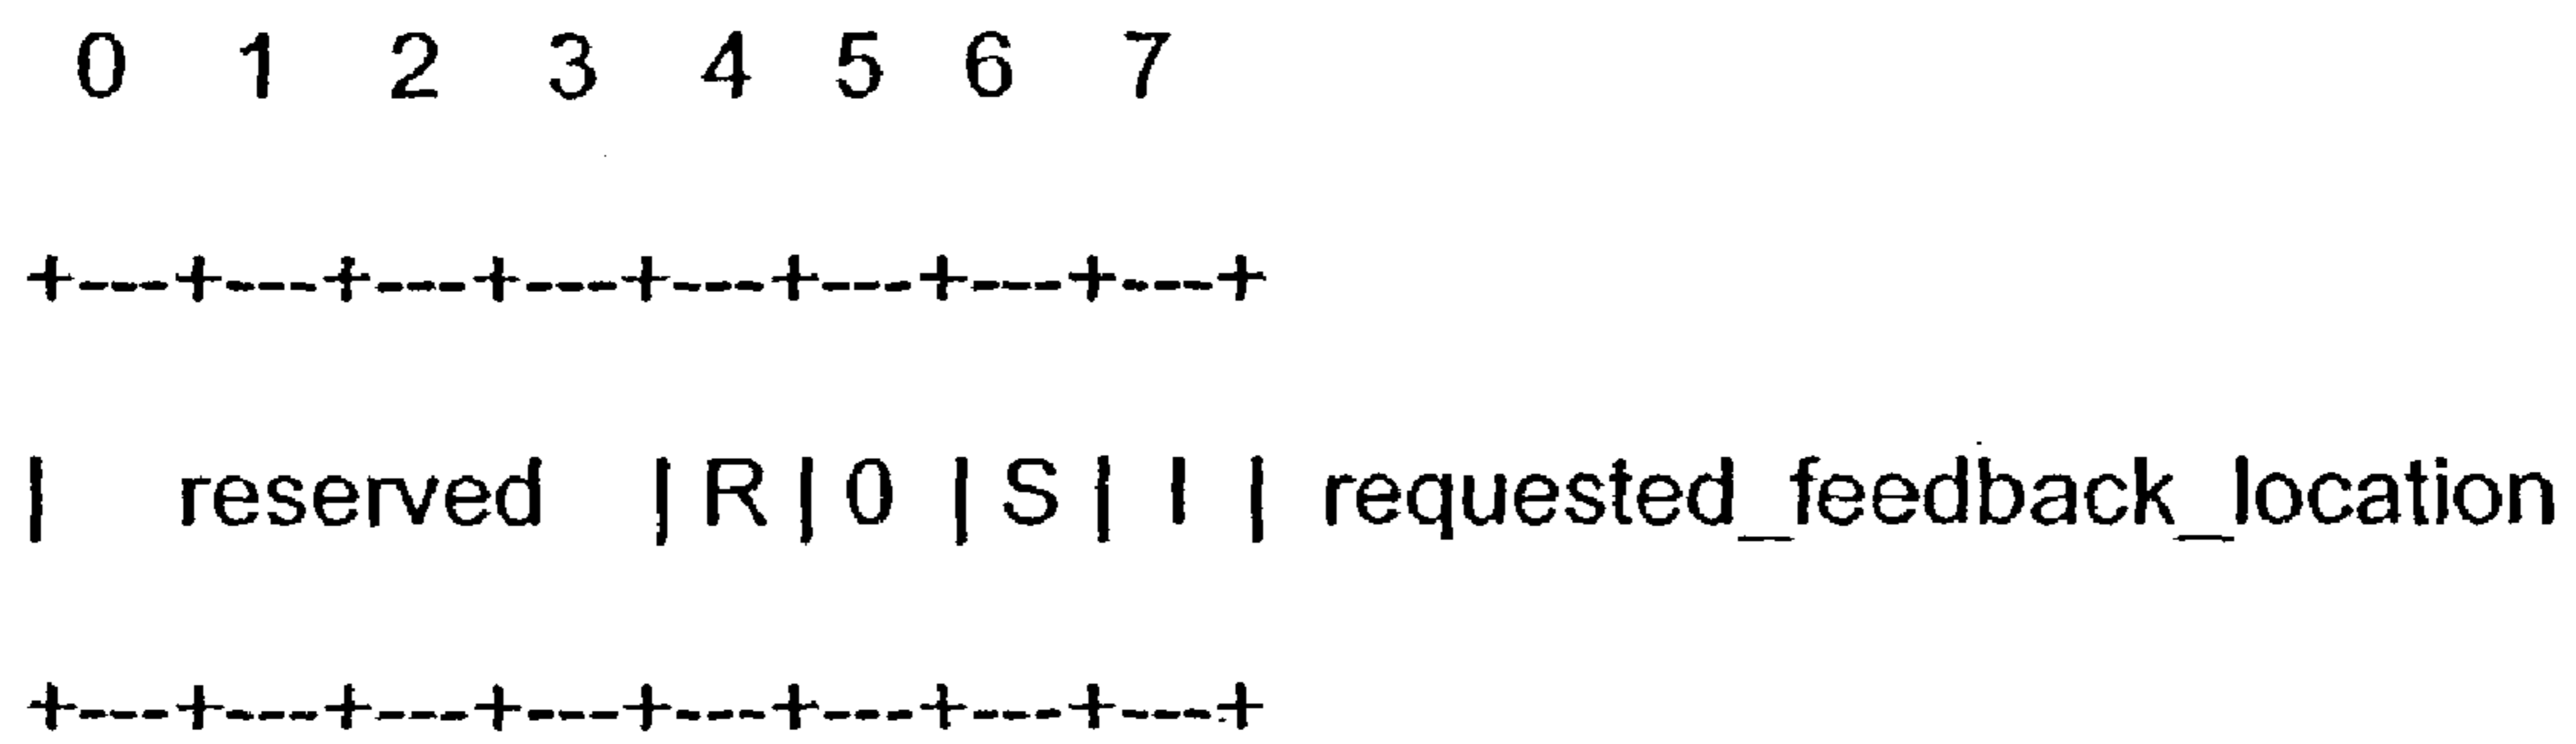 0 1 2 3 4 5 6 7
+---+---+---+---+---+---+---+---+
| reserved | R | 0 | S | I | requested_feedback_location
+---+---+---+---+---+---+---+---+